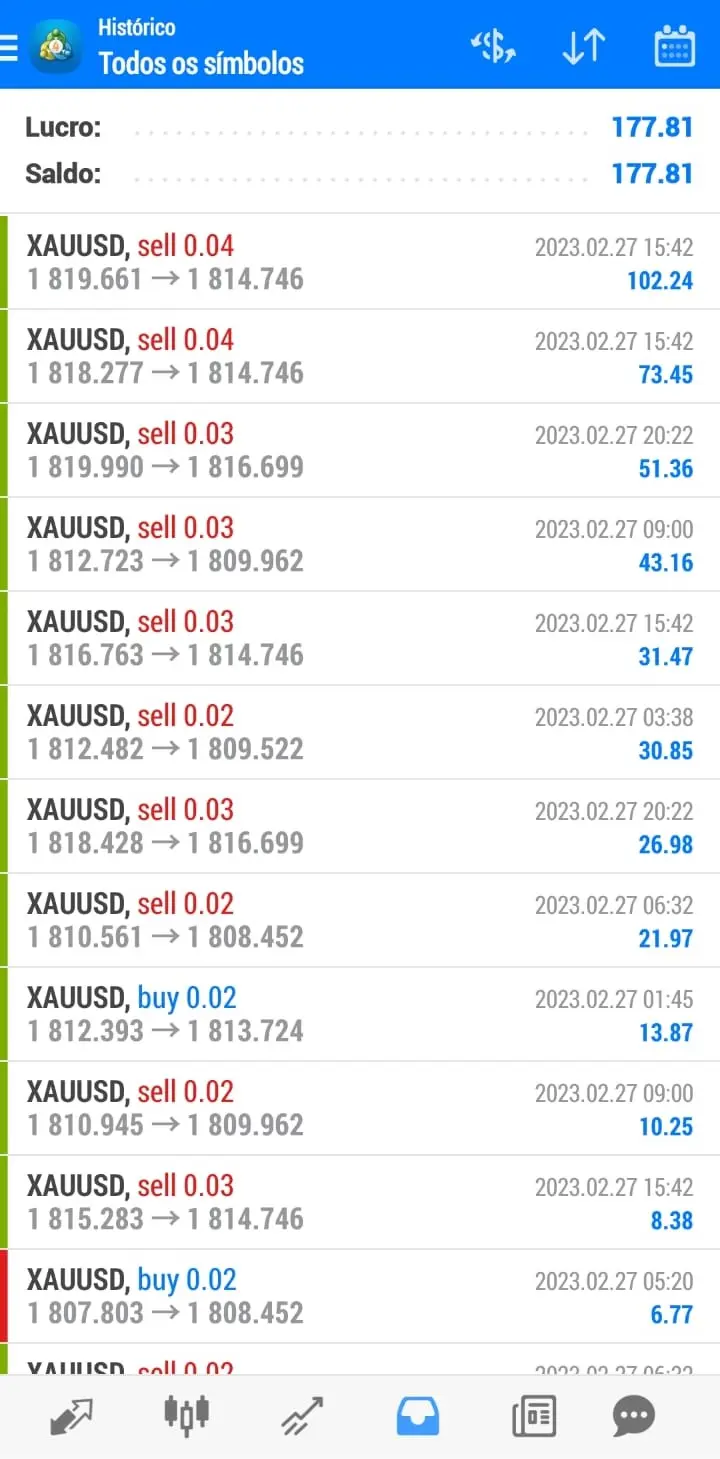 Histórico
Todos os símbolos
Lucro: 177.81
Saldo: 177.81
XAUUSD, sell 0.04 2023.02.27 15:42
1 819.661 → 1 814.746 102.24
XAUUSD, sell 0.04 2023.02.27 15:42
1 818.277 → 1 814.746 73.45
XAUUSD, sell 0.03 2023.02.27 20:22
1 819.990 → 1 816.699 51.36
XAUUSD, sell 0.03 2023.02.27 09:00
1 812.723 → 1 809.962 43.16
XAUUSD, sell 0.03 2023.02.27 15:42
1 816.763 → 1 814.746 31.47
XAUUSD, sell 0.02 2023.02.27 03:38
1 812.482 → 1 809.522 30.85
XAUUSD, sell 0.03 2023.02.27 20:22
1 818.428 → 1 816.699 26.98
XAUUSD, sell 0.02 2023.02.27 06:32
1 810.561 → 1 808.452 21.97
XAUUSD, buy 0.02 2023.02.27 01:45
1 812.393 → 1 813.724 13.87
XAUUSD, sell 0.02 2023.02.27 09:00
1 810.945 → 1 809.962 10.25
XAUUSD, sell 0.03 2023.02.27 15:42
1 815.283 → 1 814.746 8.38
XAUUSD, buy 0.02 2023.02.27 05:20
1 807.803 → 1 808.452 6.77
XAUUSD, sell 0.02